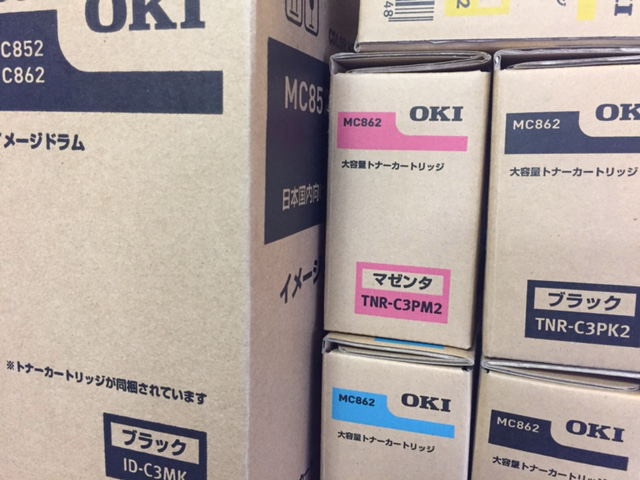 OKI
MC852
C862
イメージドラム
※トナーカートリッジが同梱されています
ブラック
ID-C3MK
MC85
日本国内向
イメーシ
MC862
OKI
大容量トナーカートリッジ
マゼンタ
TNR-C3PM2
MC862
OKI
大容量トナーカートリッジ
ブラック
TNR-C3PK2
MC862
OKI
大容量トナーカートリッジ
MC862
OKI
大容量トナーカートリッジ